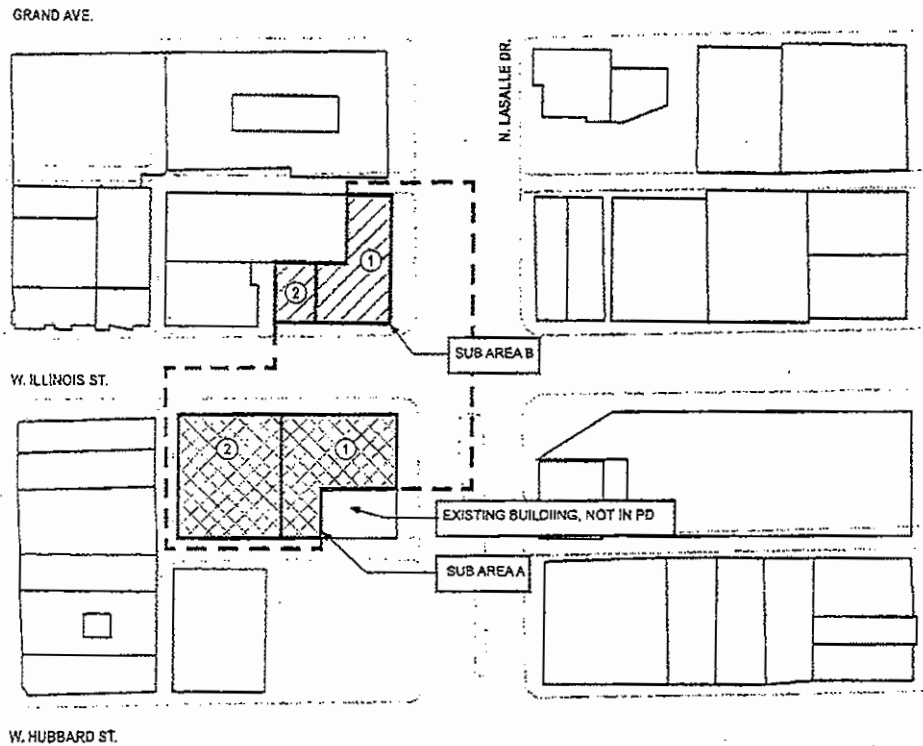 GRAND AVE.
N. LASALLE DR.
1
2
SUB AREA B
W. ILLINOIS ST.
2
1
EXISTING BUILDIING, NOT IN PD
SUB AREA A
W. HUBBARD ST.